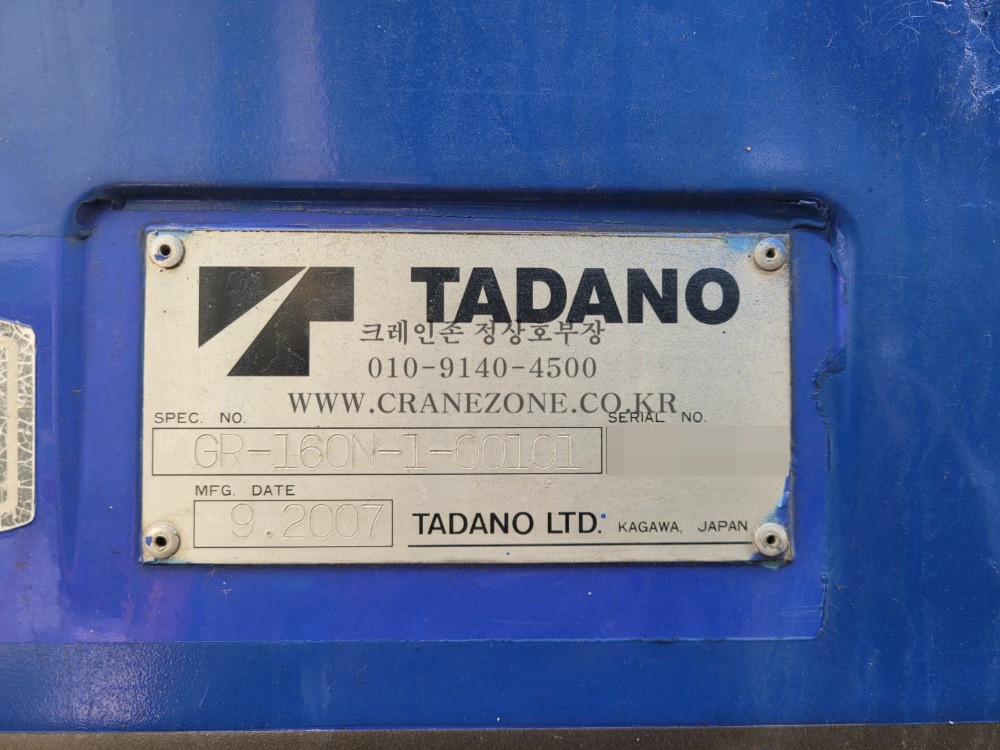 TADANO
크레인존 정상호부장
010-9140-4500
WWW.CRANEZONE.CO.KR
SPEC. NO. SERIAL NO.
GR-160N-1-00101
MFG. DATE
9.2007 TADANO LTD. KAGAWA, JAPAN